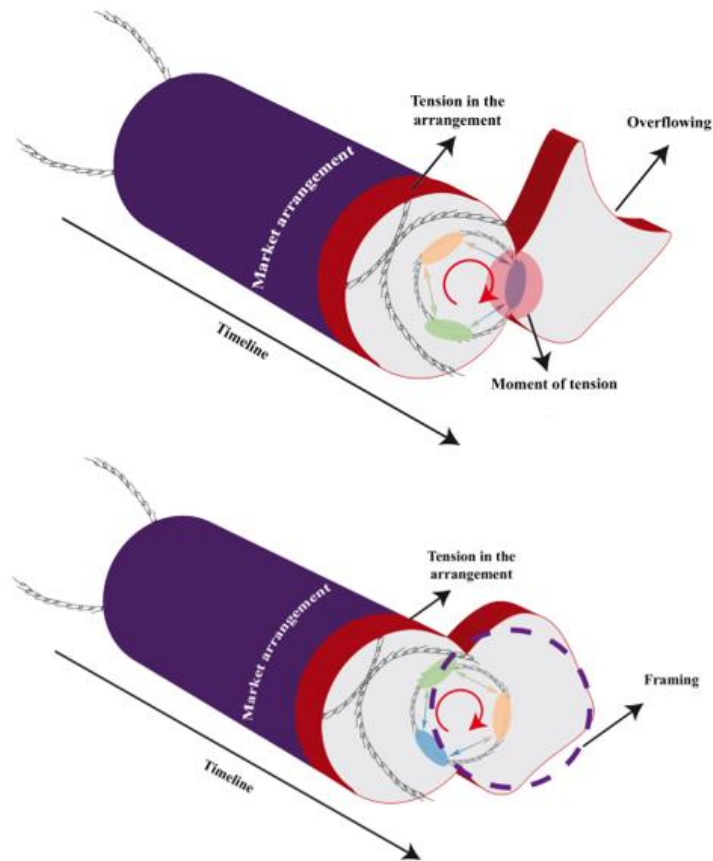 Tension in the
arrangement
Overflowing
Market arrangement
Timeline
Moment of tension
Tension in the
arrangement
Market arrangement
Framing
Timeline